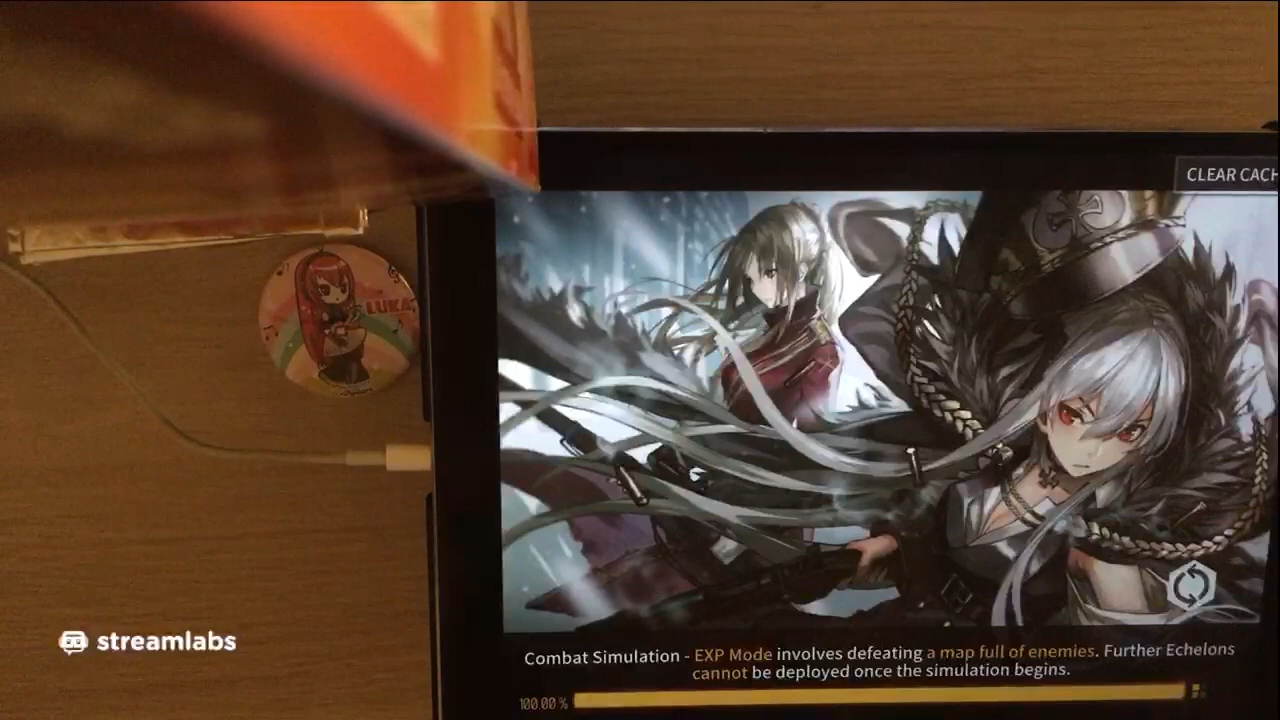 CLEAR CACH
LUKA
streamlabs
Combat Simulation - EXP Mode involves defeating a map full of enemies. Further Echelons
cannot be deployed once the simulation begins.
100.00 %